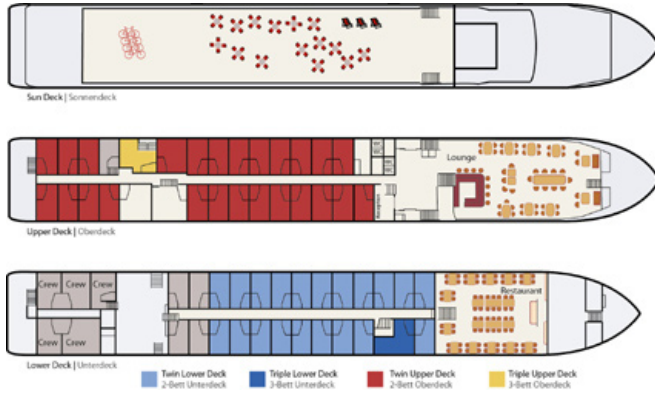 Sun Deck | Sonnendeck
Lounge
Reception
Upper Deck | Oberdeck
Crew Crew Crew
Restaurant
Crew Crew
Lower Deck | Unterdeck
Twin Lower Deck
2-Bett Unterdeck
Triple Lower Deck
3-Bett Unterdeck
Twin Upper Deck
2-Bett Oberdeck
Triple Upper Deck
3-Bett Oberdeck